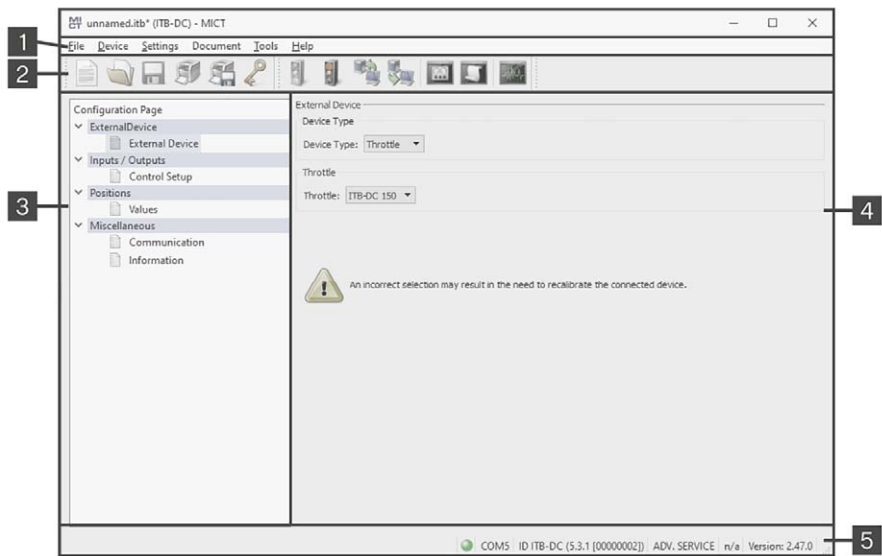 MICT unnamed.itb* (ITB-DC) - MICT
1
File Device Settings Document Tools Help
2
Configuration Page
ExternalDevice
External Device
Inputs / Outputs
Control Setup
Positions
Values
Miscellaneous
Communication
Information
3
External Device
Device Type
Device Type: Throttle
Throttle
Throttle: ITB-DC 150
4
An incorrect selection may result in the need to recalibrate the connected device.
COM5 ID ITB-DC (5.3.1 [00000002]) ADV. SERVICE n/a Version: 2.47.0
5